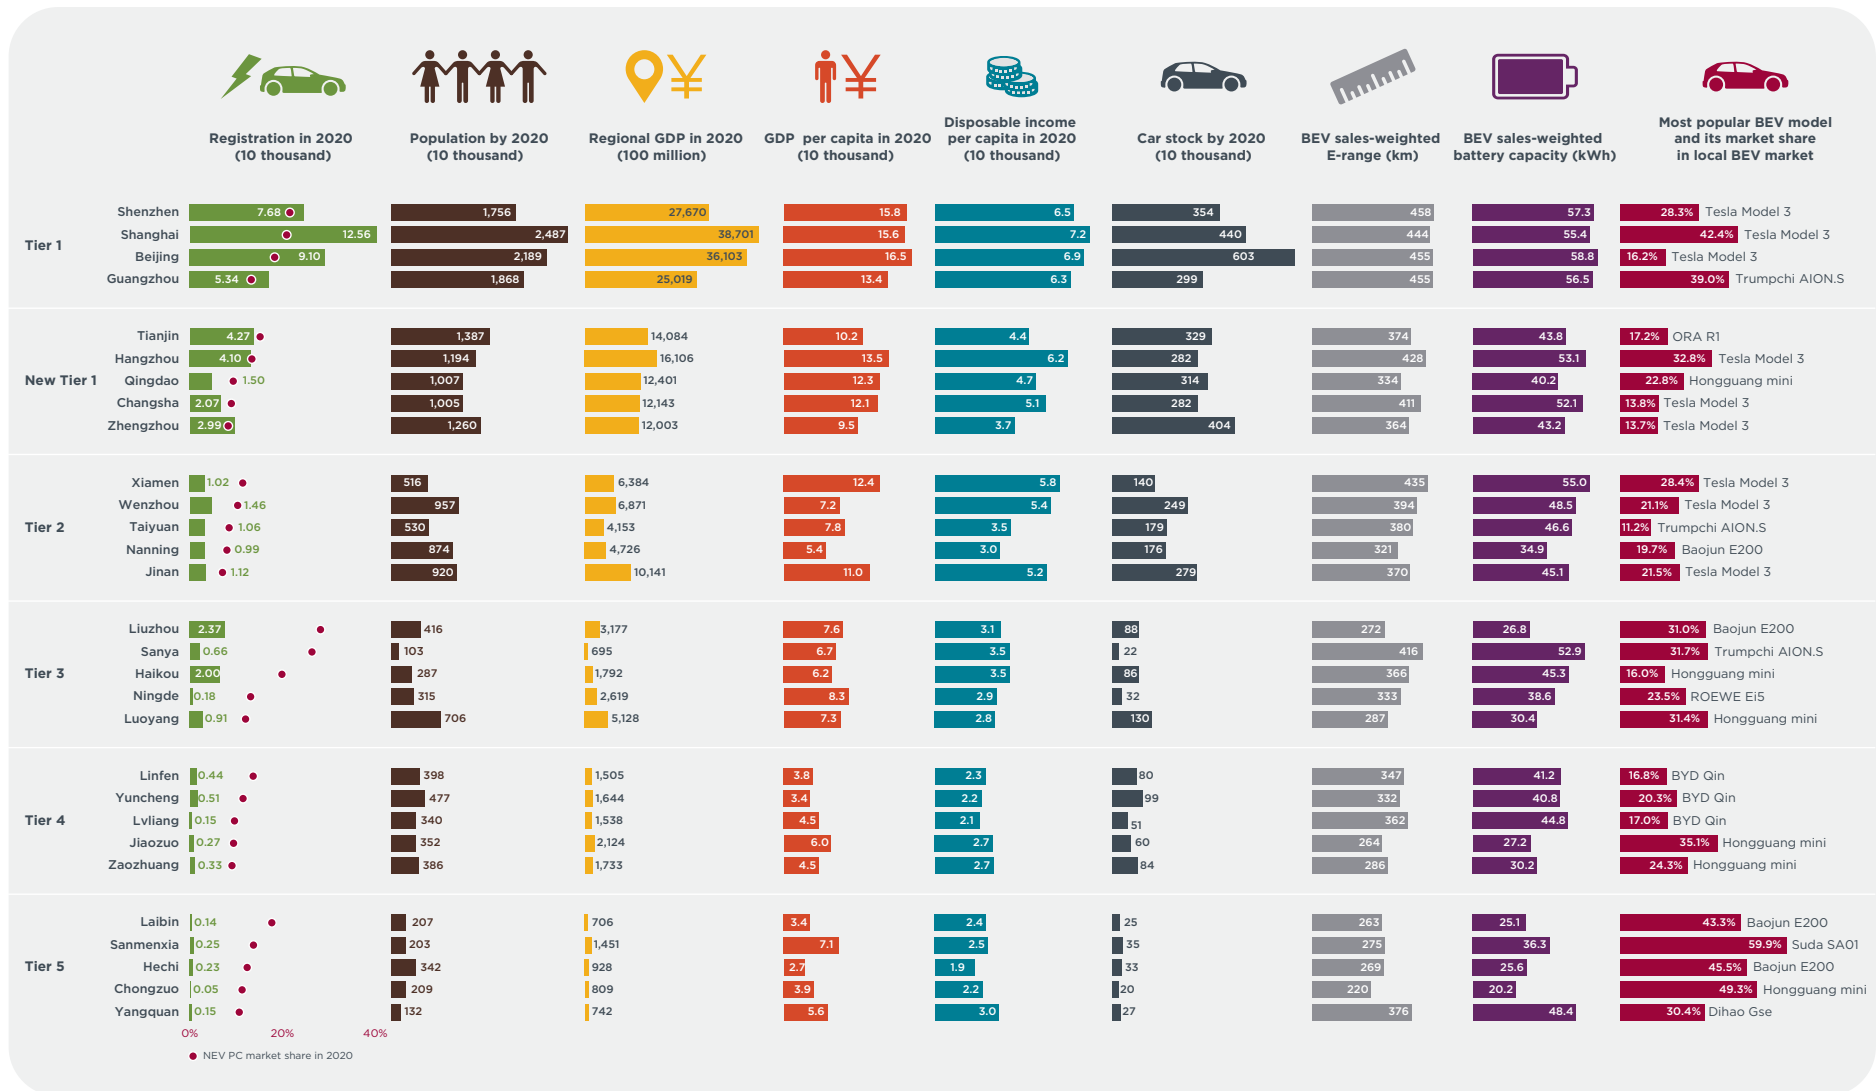 Registration in 2020
(10 thousand)
Population by 2020
(10 thousand)
Regional GDP in 2020
(100 million)
GDP per capita in 2020
(10 thousand)
Disposable income
per capita in 2020
(10 thousand)
Car stock by 2020
(10 thousand)
BEV sales-weighted
E-range (km)
BEV sales-weighted
battery capacity (kWh)
Most popular BEV model
and its market share
in local BEV market
Tier 1
Shenzhen 7.68 1,756 27,670 15.8 6.5 354 458 57.3 28.3% Tesla Model 3
Shanghai 12.56 2,487 38,701 15.6 7.2 440 444 55.4 42.4% Tesla Model 3
Beijing 9.10 2,189 36,103 16.5 6.9 603 455 58.8 16.2% Tesla Model 3
Guangzhou 5.34 1,868 25,019 13.4 6.3 299 455 56.5 39.0% Trumpchi AION.S
New Tier 1
Tianjin 4.27 1,387 14,084 10.2 4.4 329 374 43.8 17.2% ORA R1
Hangzhou 4.10 1,194 16,106 13.5 6.2 282 428 53.1 32.8% Tesla Model 3
Qingdao 1.50 1,007 12,401 12.3 4.7 314 334 40.2 22.8% Hongguang mini
Changsha 2.07 1,005 12,143 12.1 5.1 282 411 52.1 13.8% Tesla Model 3
Zhengzhou 2.99 1,260 12,003 9.5 3.7 404 364 43.2 13.7% Tesla Model 3
Tier 2
Xiamen 1.02 516 6,384 12.4 5.8 140 435 55.0 28.4% Tesla Model 3
Wenzhou 1.46 957 6,871 7.2 5.4 249 394 48.5 21.1% Tesla Model 3
Taiyuan 1.06 530 4,153 7.8 3.5 179 380 46.6 11.2% Trumpchi AION.S
Nanning 0.99 874 4,726 5.4 3.0 176 321 34.9 19.7% Baojun E200
Jinan 1.12 920 10,141 11.0 5.2 279 370 45.1 21.5% Tesla Model 3
Tier 3
Liuzhou 2.37 416 3,177 7.6 3.1 88 272 26.8 31.0% Baojun E200
Sanya 0.66 103 695 6.7 3.5 22 416 52.9 31.7% Trumpchi AION.S
Haikou 2.00 287 1,792 6.2 3.5 86 366 45.3 16.0% Hongguang mini
Ningde 0.18 315 2,619 8.3 2.9 32 333 38.6 23.5% ROEWE Ei5
Luoyang 0.91 706 5,128 7.3 2.8 130 287 30.4 31.4% Hongguang mini
Tier 4
Linfen 0.44 398 1,505 3.8 2.3 80 347 41.2 16.8% BYD Qin
Yuncheng 0.51 477 1,644 3.4 2.2 99 332 40.8 20.3% BYD Qin
Lvliang 0.15 340 1,538 4.5 2.1 51 362 44.8 17.0% BYD Qin
Jiaozuo 0.27 352 2,124 6.0 2.7 60 264 27.2 35.1% Hongguang mini
Zaozhuang 0.33 386 1,733 4.5 2.7 84 286 30.2 24.3% Hongguang mini
Tier 5
Laibin 0.14 207 706 3.4 2.4 25 263 25.1 43.3% Baojun E200
Sanmenxia 0.25 203 1,451 7.1 2.5 35 275 36.3 59.9% Suda SA01
Hechi 0.23 342 928 2.7 1.9 33 269 25.6 45.5% Baojun E200
Chongzuo 0.05 209 809 3.9 2.2 20 220 20.2 49.3% Hongguang mini
Yangquan 0.15 132 742 5.6 3.0 27 376 48.4 30.4% Dihao Gse
0% 20% 40%
NEV PC market share in 2020